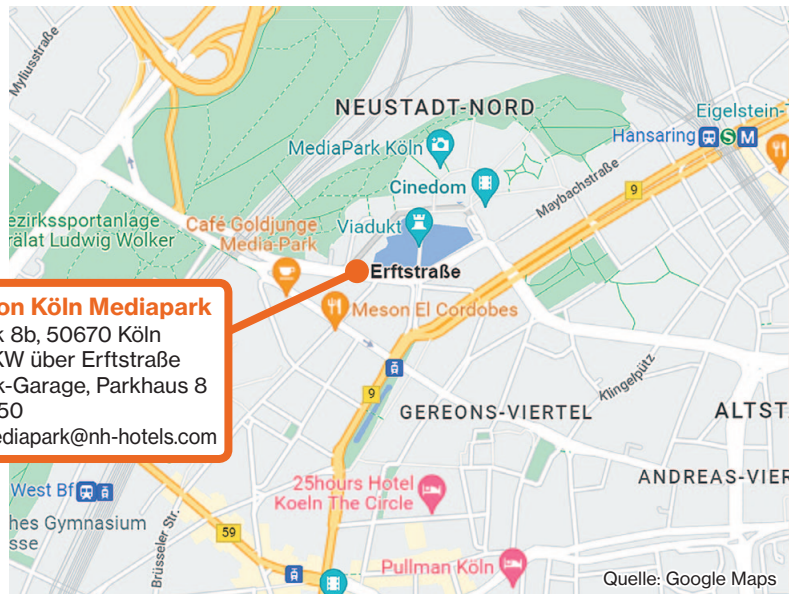 Myliusstraße
NEUSTADT-NORD
Eigelstein-
Hansaring
S
M
MediaPark Köln
Cinedom
Maybachstraße
9
ezirkssportanlage
rälat Ludwig Wolker
Café Goldjunge
Media-Park
Viadukt
Erftstraße
on Köln Mediapark
k 8b, 50670 Köln
KW über Erftstraße
k-Garage, Parkhaus 8
50
ediapark@nh-hotels.com
Meson El Cordobes
Klingelpütz
9
GEREONS-VIERTEL
ALTST
ANDREAS-VIER
West Bf
hes Gymnasium
sse
Brüsseler Str.
59
25hours Hotel
Koeln The Circle
Pullman Köln
Quelle: Google Maps